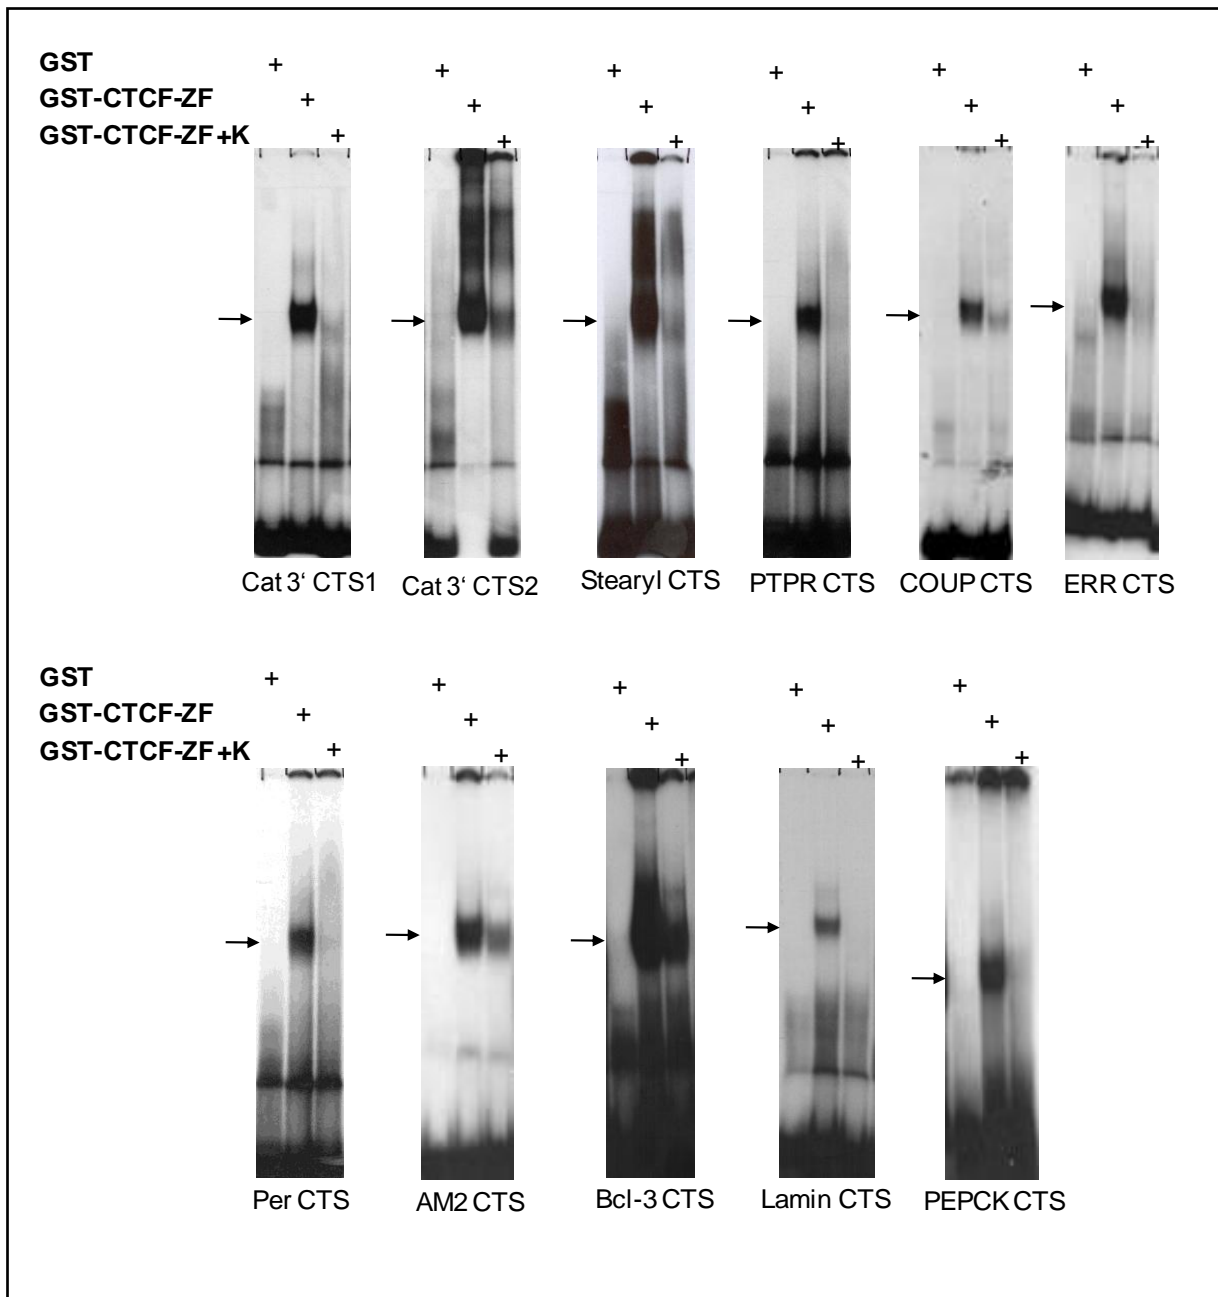 GST + + + + + +
GST-CTCF-ZF + + + + + +
GST-CTCF-ZF+K + + + + + +
Cat 3‘ CTS1 Cat 3‘ CTS2 Stearyl CTS PTPR CTS COUP CTS ERR CTS
GST + + + + +
GST-CTCF-ZF + + + + +
GST-CTCF-ZF+K + + + + +
Per CTS AM2 CTS Bcl-3 CTS Lamin CTS PEPCK CTS